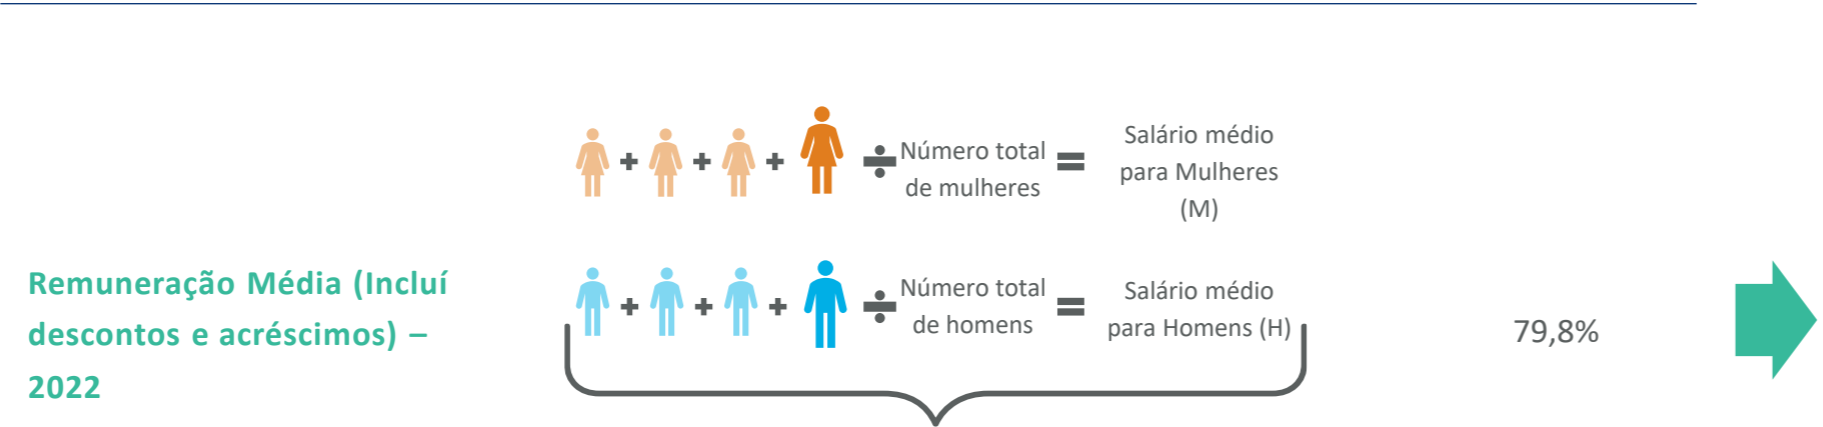 Remuneração Média (Incluí
descontos e acréscimos) –
2022
+ + + ÷ Número total
de mulheres
= Salário médio
para Mulheres
(M)
+ + + ÷ Número total
de homens
= Salário médio
para Homens (H)
79,8%